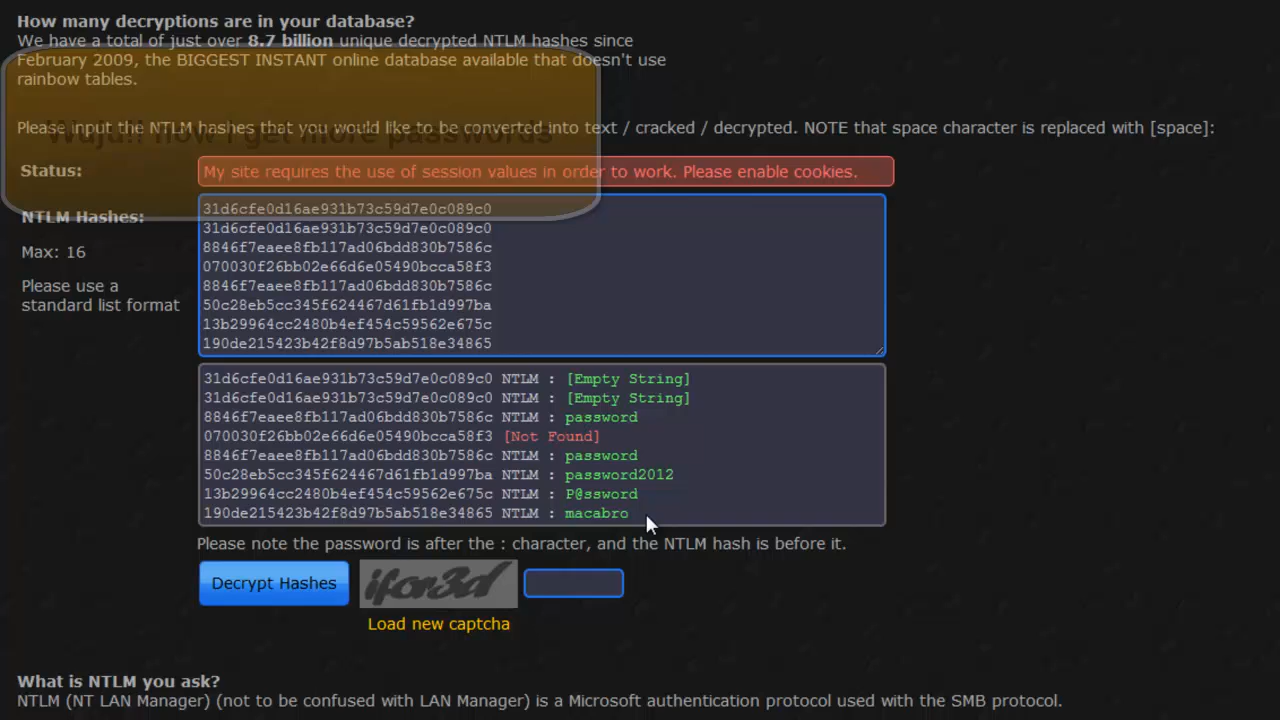 How many decryptions are in your database?
We have a total of just over 8.7 billion unique decrypted NTLM hashes since
February 2009, the BIGGEST INSTANT online database available that doesn't use
rainbow tables.
Wuju!! now I get more passwords
Please input the NTLM hashes that you would like to be converted into text / cracked / decrypted. NOTE that space character is replaced with [space]:
Status:
My site requires the use of session values in order to work. Please enable cookies.
NTLM Hashes:
Max: 16
Please use a
standard list format
31d6cfe0d16ae931b73c59d7e0c089c0
31d6cfe0d16ae931b73c59d7e0c089c0
8846f7eaee8fb117ad06bdd830b7586c
070030f26bb02e66d6e05490bcca58f3
8846f7eaee8fb117ad06bdd830b7586c
50c28eb5cc345f624467d61fb1d997ba
13b29964cc2480b4ef454c59562e675c
190de215423b42f8d97b5ab518e34865
31d6cfe0d16ae931b73c59d7e0c089c0 NTLM : [Empty String]
31d6cfe0d16ae931b73c59d7e0c089c0 NTLM : [Empty String]
8846f7eaee8fb117ad06bdd830b7586c NTLM : password
070030f26bb02e66d6e05490bcca58f3 [Not Found]
8846f7eaee8fb117ad06bdd830b7586c NTLM : password
50c28eb5cc345f624467d61fb1d997ba NTLM : password2012
13b29964cc2480b4ef454c59562e675c NTLM : P@ssword
190de215423b42f8d97b5ab518e34865 NTLM : macabro
Please note the password is after the : character, and the NTLM hash is before it.
Decrypt Hashes
Load new captcha
What is NTLM you ask?
NTLM (NT LAN Manager) (not to be confused with LAN Manager) is a Microsoft authentication protocol used with the SMB protocol.